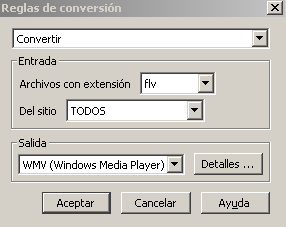 Reglas de conversión
Convertir
Entrada
Archivos con extensión flv
Del sitio TODOS
Salida
WMV (Windows Media Player) Detalles ...
Aceptar Cancelar Ayuda